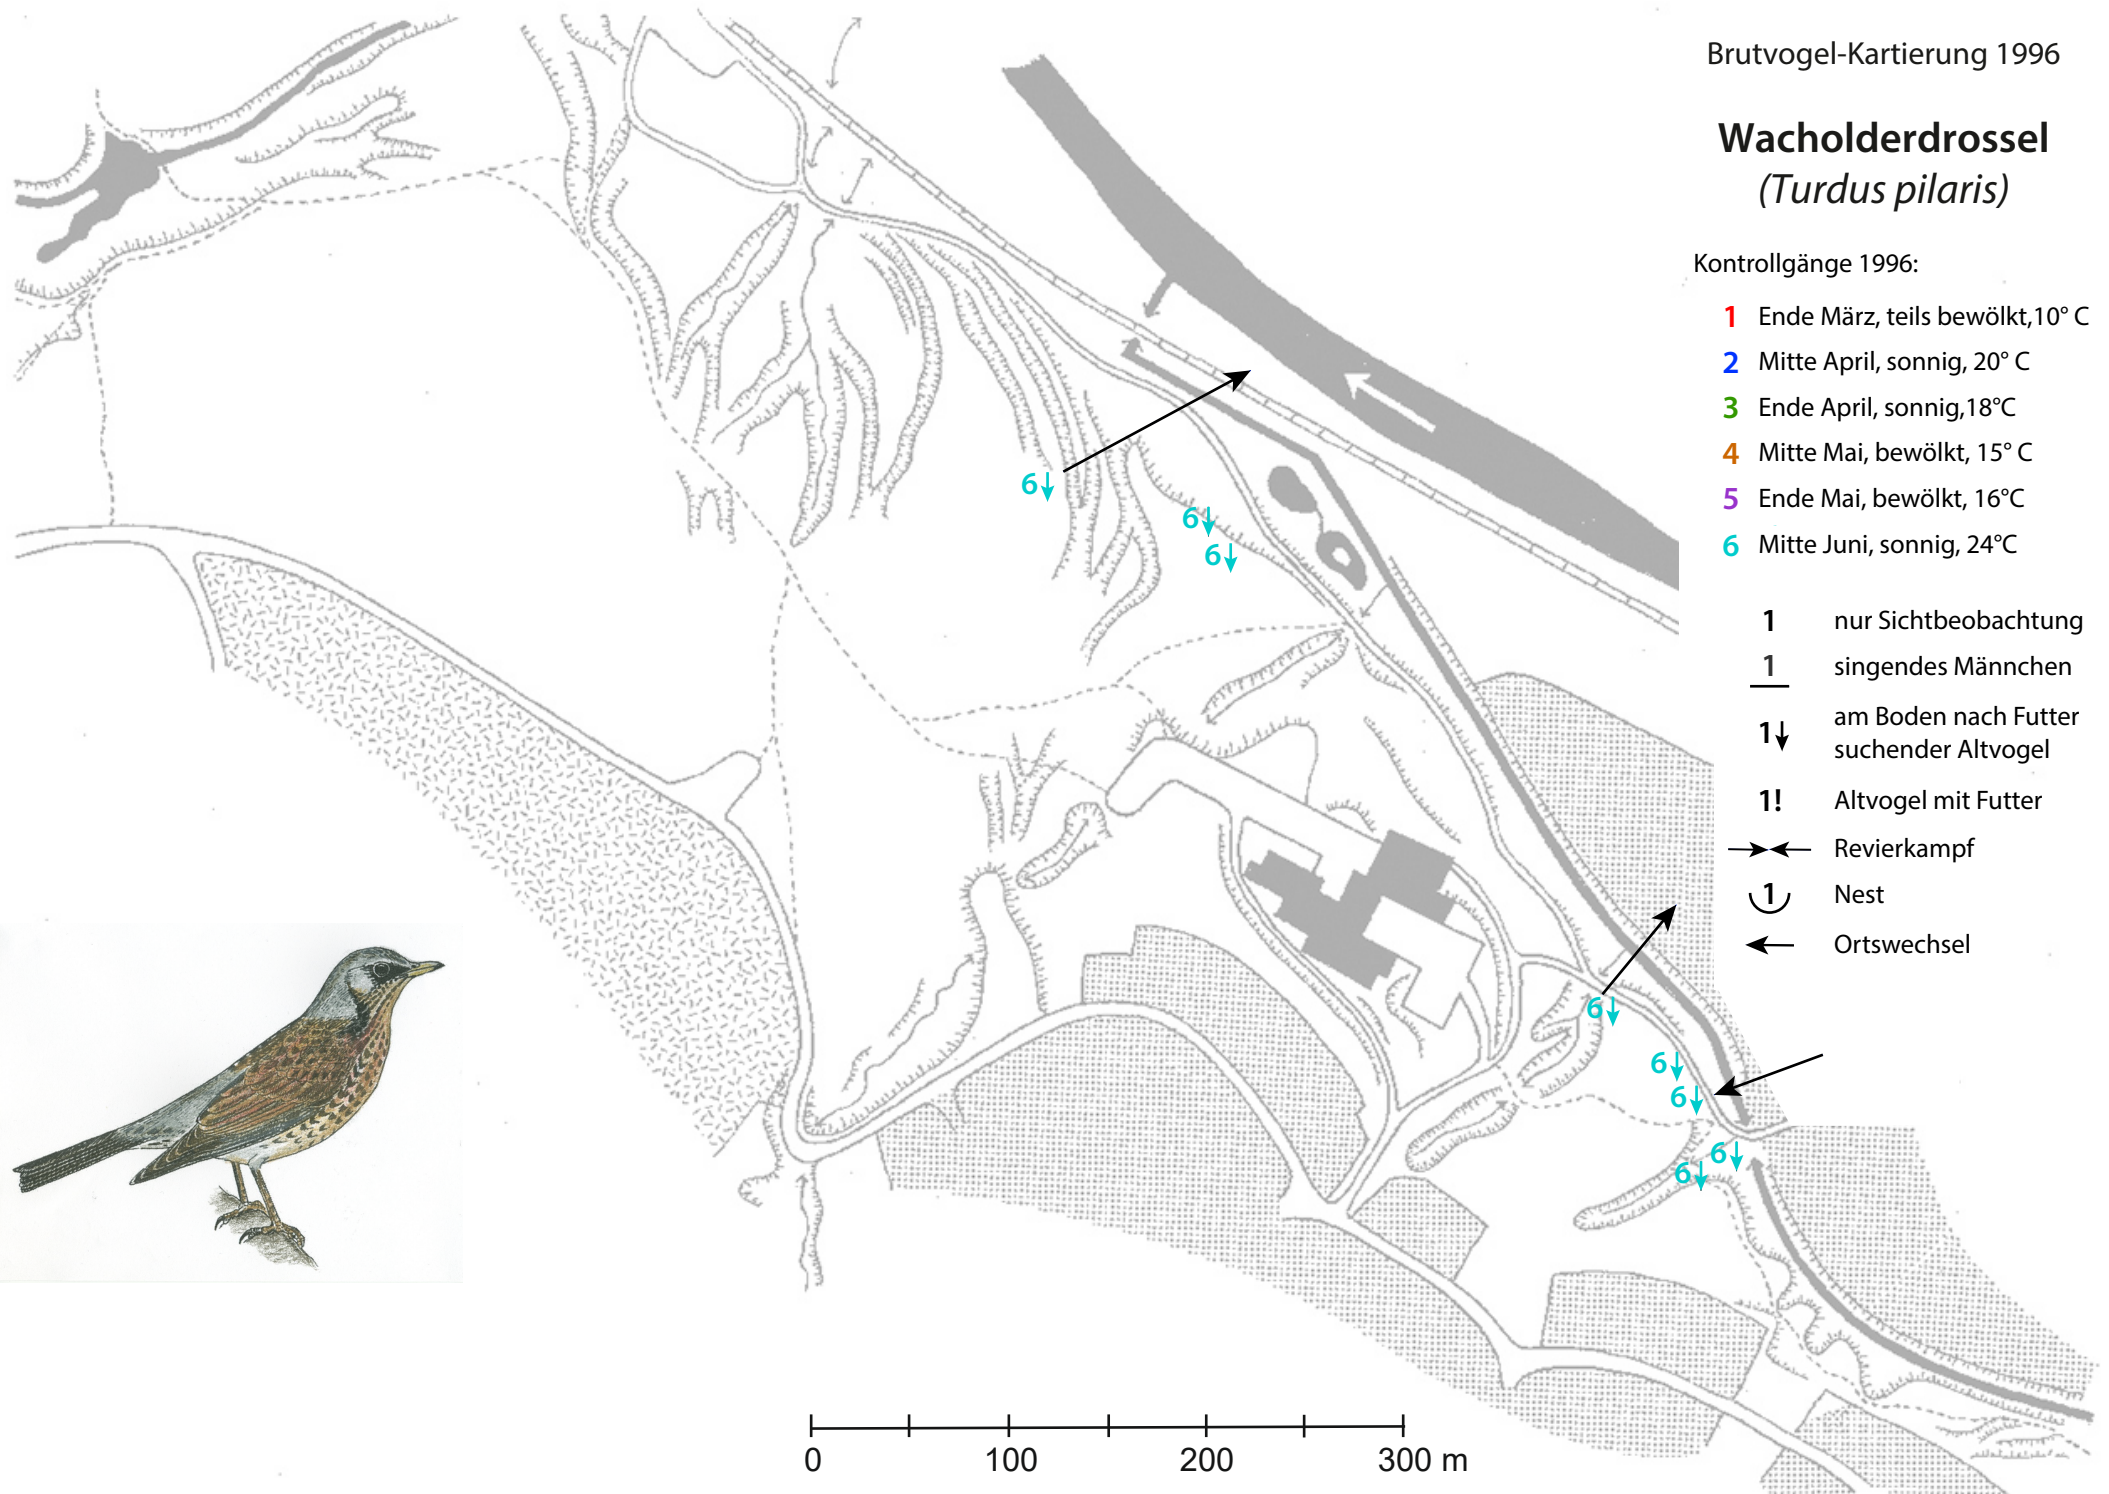 Brutvogel-Kartierung 1996
Wacholderdrossel
(Turdus pilaris)
Kontrollgänge 1996:
1 Ende März, teils bewölkt,10° C
2 Mitte April, sonnig, 20° C
3 Ende April, sonnig,18°C
4 Mitte Mai, bewölkt, 15° C
5 Ende Mai, bewölkt, 16°C
6 Mitte Juni, sonnig, 24°C
1 nur Sichtbeobachtung
1 singendes Männchen
1↓ am Boden nach Futter
suchender Altvogel
1! Altvogel mit Futter
Revierkampf
1 Nest
Ortswechsel
6↓
6↓
6↓
6↓
6↓
6↓
6↓
6↓
0 100 200 300 m